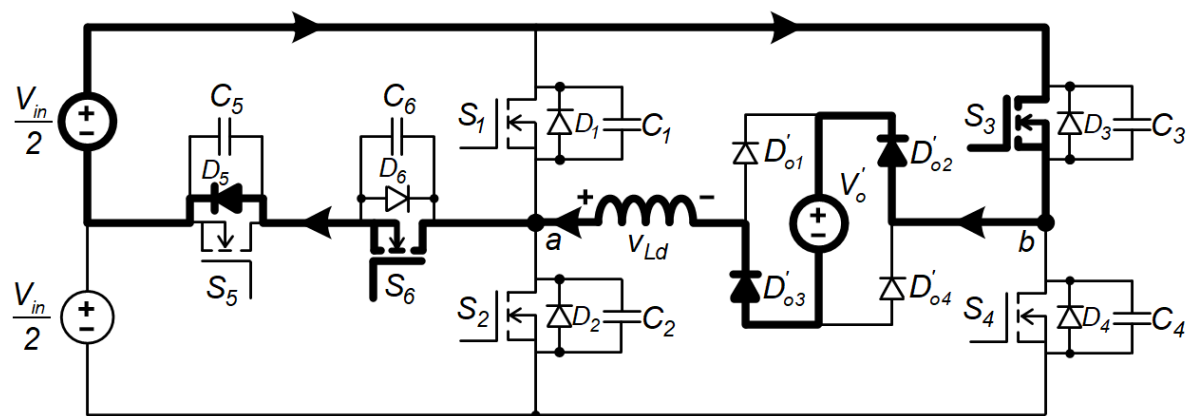 V_in/2
C5
D5
S5
C6
D6
S6
S1
D1
C1
D'o1
V'o
D'o2
S3
D3
C3
a
+ v_Ld -
b
V_in/2
S2
D2
C2
D'o3
D'o4
S4
D4
C4